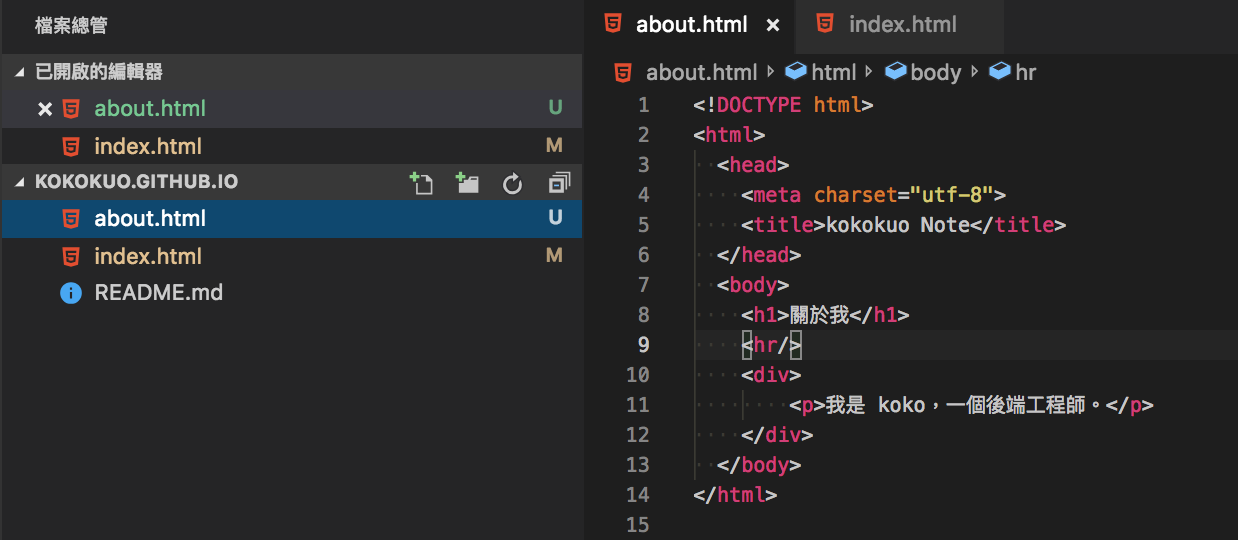 檔案總管
已開啟的編輯器
about.html U
index.html M
KOKOKUO.GITHUB.IO
about.html U
index.html M
README.md
about.html index.html
about.html html body hr
1 <!DOCTYPE html>
2 <html>
3 <head>
4 <meta charset="utf-8">
5 <title>kokokuo Note</title>
6 </head>
7 <body>
8 <h1>關於我</h1>
9 <hr/>
10 <div>
11 <p>我是 koko，一個後端工程師。</p>
12 </div>
13 </body>
14 </html>
15